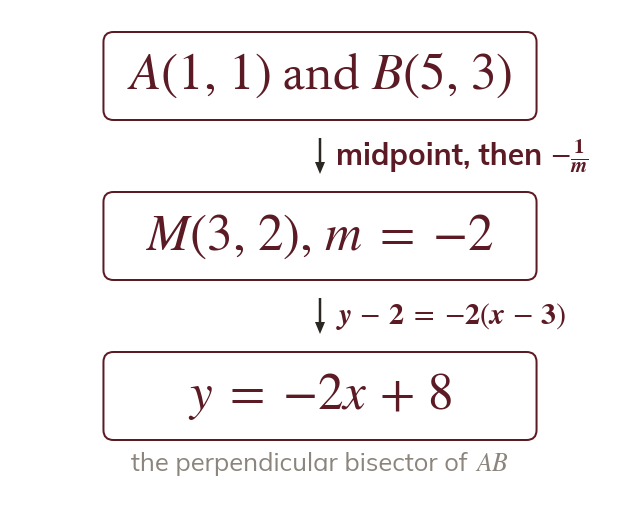 A(1, 1) and B(5, 3)
midpoint, then −1/m
M(3, 2), m = −2
y − 2 = −2(x − 3)
y = −2x + 8
the perpendicular bisector of AB